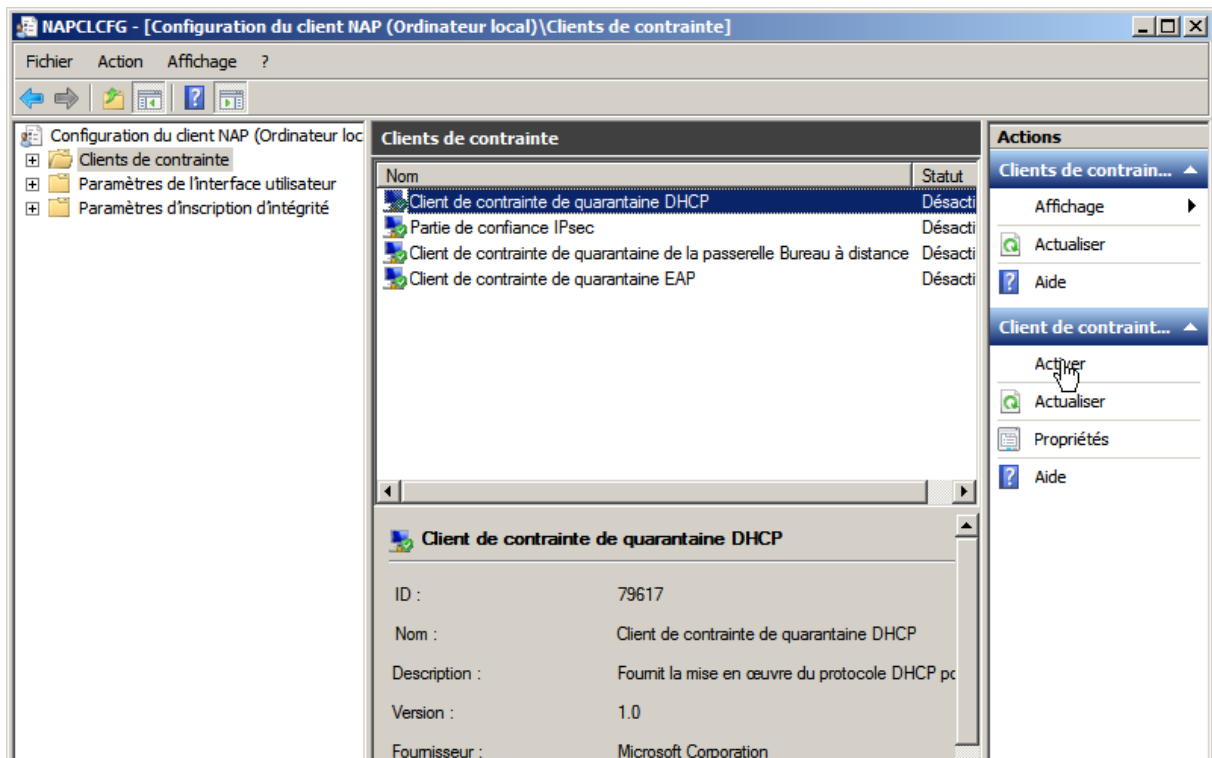 NAPCLCFG - [Configuration du client NAP (Ordinateur local)\Clients de contrainte]
Fichier Action Affichage ?
Configuration du client NAP (Ordinateur loc
Clients de contrainte
Paramètres de l'interface utilisateur
Paramètres d'inscription d'intégrité
Clients de contrainte
Nom Statut
Client de contrainte de quarantaine DHCP Désacti
Partie de confiance IPsec Désacti
Client de contrainte de quarantaine de la passerelle Bureau à distance Désacti
Client de contrainte de quarantaine EAP Désacti
Client de contrainte de quarantaine DHCP
ID : 79617
Nom : Client de contrainte de quarantaine DHCP
Description : Fournit la mise en œuvre du protocole DHCP po
Version : 1.0
Fournisseur : Microsoft Corporation
Actions
Clients de contrain...
Affichage
Actualiser
Aide
Client de contraint...
Activer
Actualiser
Propriétés
Aide